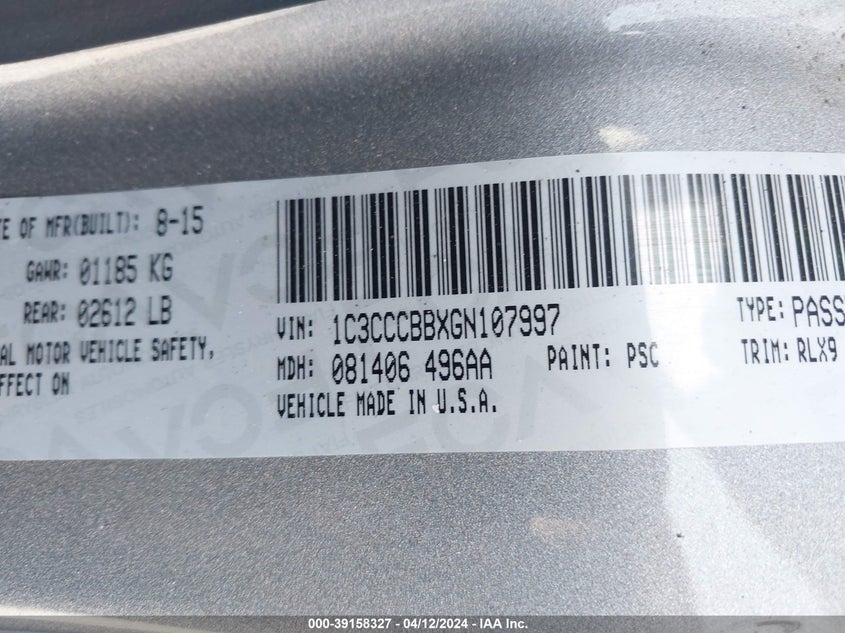 TE OF MFR(BUILT): 8-15
GAWR: 01185 KG
REAR: 02612 LB
AL MOTOR VEHICLE SAFETY,
FFECT ON
VIN: 1C3CCCBBXGN107997
MDH: 081406 496AA
PAINT: PSC
VEHICLE MADE IN U.S.A.
TYPE: PASS
TRIM: RLX9
000-39158327 - 04/12/2024 - IAA Inc.